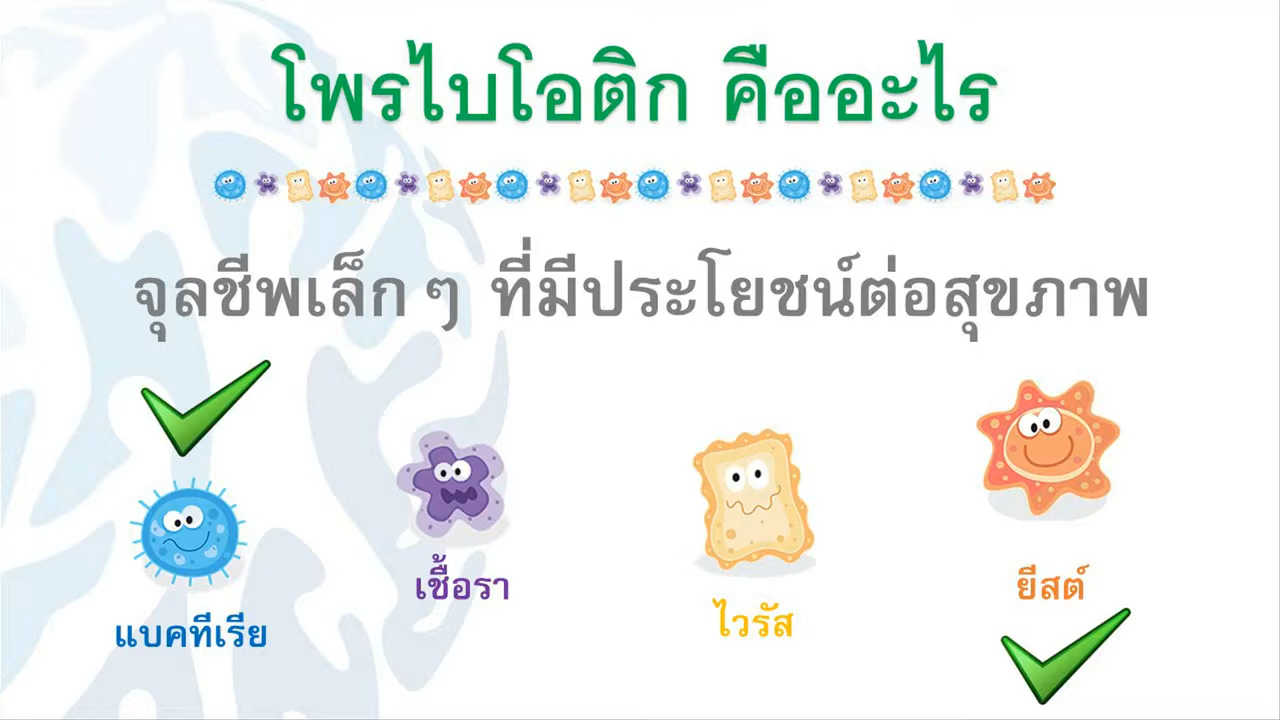 โพรไบโอติก คืออะไร
จุลชีพเล็ก ๆ ที่มีประโยชน์ต่อสุขภาพ
แบคทีเรีย
เชื้อรา
ไวรัส
ยีสต์